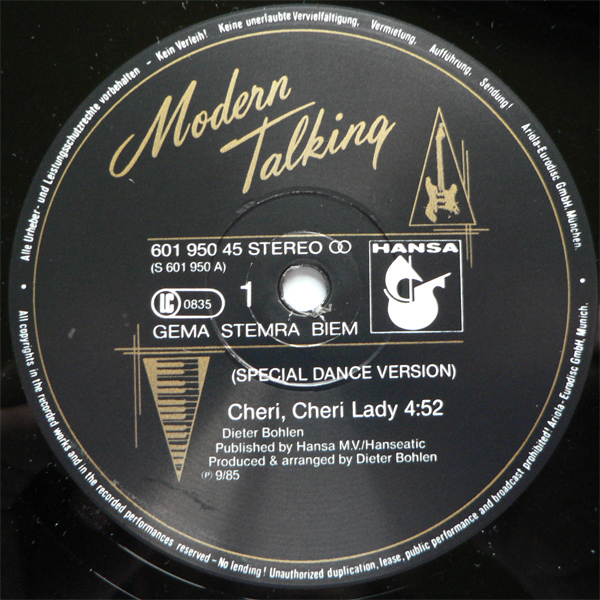 Alle Urheber- und Leistungsschutzrechte vorbehalten - Kein Verleih! Keine unerlaubte Vervielfältigung, Vermietung, Aufführung, Sendung! Ariola-Eurodisc GmbH, München.
Modern
Talking
601 950 45 STEREO
(S 601 950 A)
HANSA
LC 0835
1
GEMA STEMRA BIEM
(SPECIAL DANCE VERSION)
Cheri, Cheri Lady 4:52
Dieter Bohlen
Published by Hansa M.V./Hanseatic
Produced & arranged by Dieter Bohlen
(P) 9/85
All copyrights in the recorded works and in the recorded performances reserved - No lending! Unauthorized duplication, lease, public performance and broadcast prohibited! Ariola-Eurodisc GmbH, Munich.